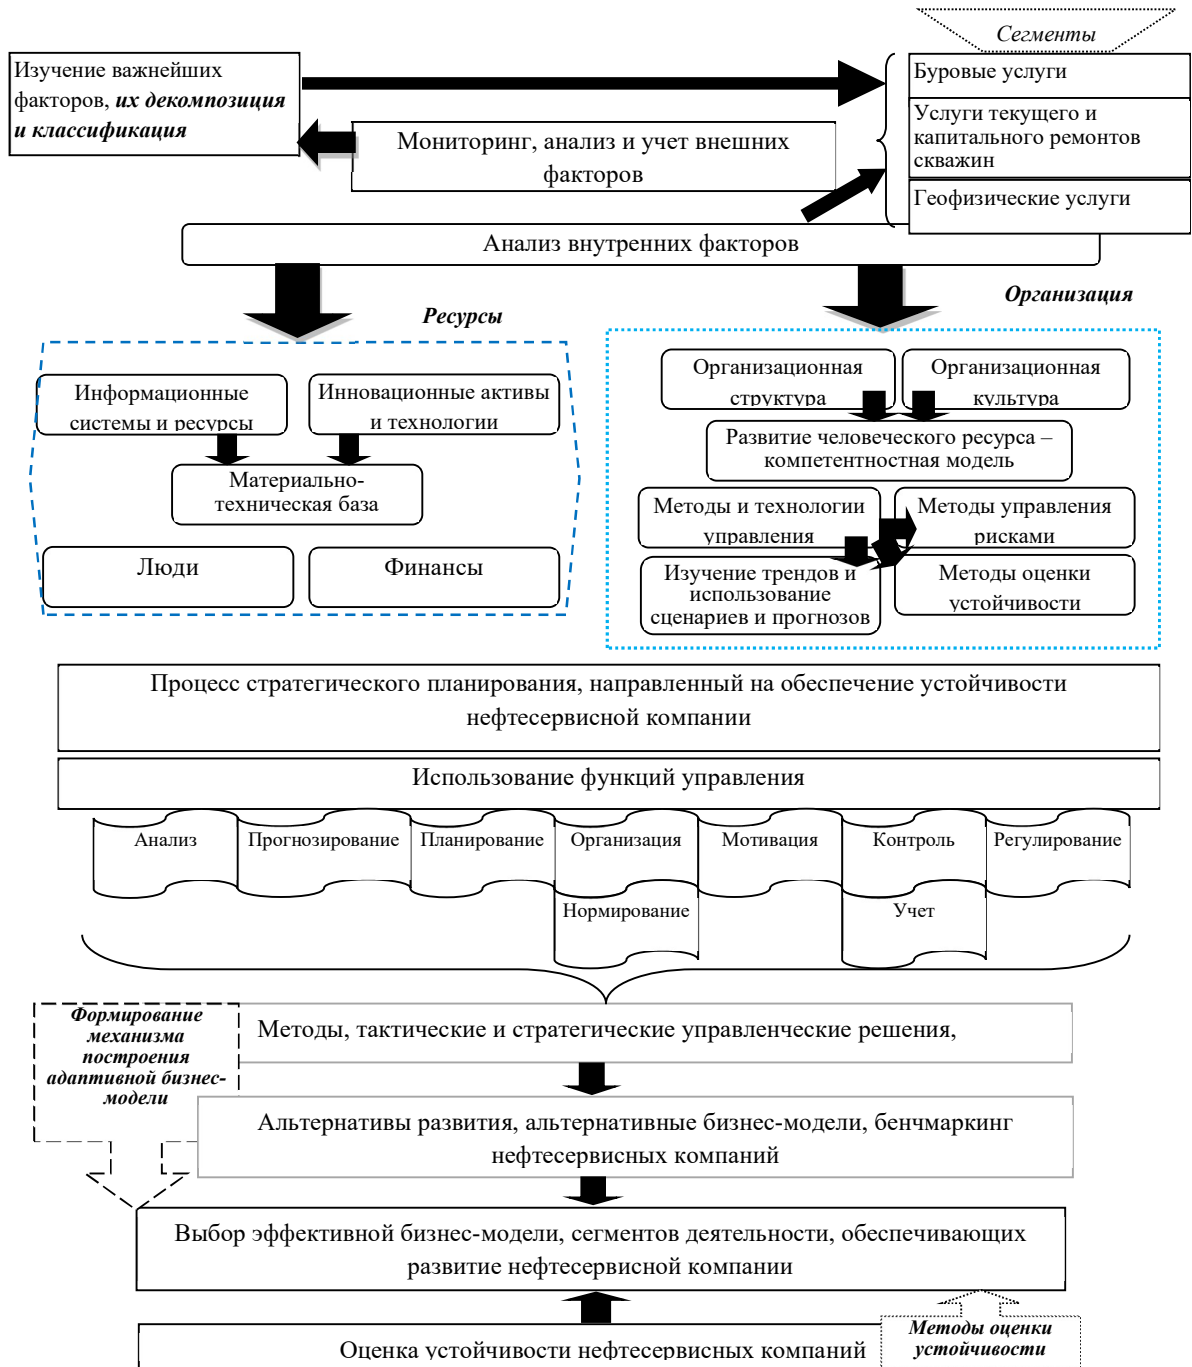 Сегменты
Изучение важнейших
факторов, их декомпозиция
и классификация
Буровые услуги
Услуги текущего и
капитального ремонтов
скважин
Геофизические услуги
Мониторинг, анализ и учет внешних
факторов
Анализ внутренних факторов
Ресурсы
Организация
Информационные
системы и ресурсы
Инновационные активы
и технологии
Материально-
техническая база
Люди
Финансы
Организационная
структура
Организационная
культура
Развитие человеческого ресурса –
компетентностная модель
Методы и технологии
управления
Методы управления
рисками
Изучение трендов и
использование
сценариев и прогнозов
Методы оценки
устойчивости
Процесс стратегического планирования, направленный на обеспечение устойчивости
нефтесервисной компании
Использование функций управления
Анализ
Прогнозирование
Планирование
Организация
Мотивация
Контроль
Регулирование
Нормирование
Учет
Формирование
механизма
построения
адаптивной бизнес-
модели
Методы, тактические и стратегические управленческие решения,
Альтернативы развития, альтернативные бизнес-модели, бенчмаркинг
нефтесервисных компаний
Выбор эффективной бизнес-модели, сегментов деятельности, обеспечивающих
развитие нефтесервисной компании
Методы оценки
устойчивости
Оценка устойчивости нефтесервисных компаний